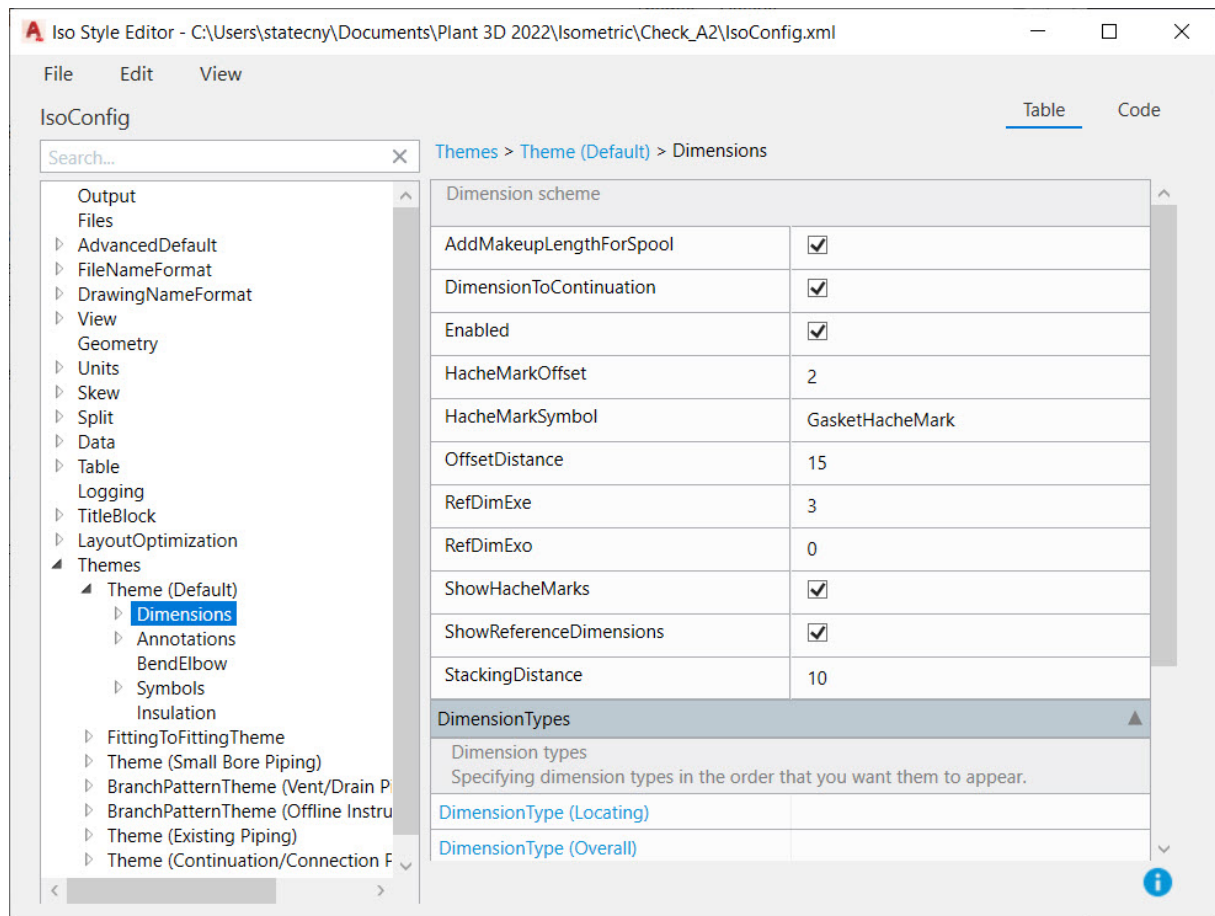 Iso Style Editor - C:\Users\statecny\Documents\Plant 3D 2022\Isometric\Check_A2\IsoConfig.xml
File Edit View
IsoConfig
Table Code
Search...
Themes > Theme (Default) > Dimensions
Output
Files
AdvancedDefault
FileNameFormat
DrawingNameFormat
View
Geometry
Units
Skew
Split
Data
Table
Logging
TitleBlock
LayoutOptimization
Themes
Theme (Default)
Dimensions
Annotations
BendElbow
Symbols
Insulation
FittingToFittingTheme
Theme (Small Bore Piping)
BranchPatternTheme (Vent/Drain P
BranchPatternTheme (Offline Instru
Theme (Existing Piping)
Theme (Continuation/Connection P
Dimension scheme
AddMakeupLengthForSpool
DimensionToContinuation
Enabled
HacheMarkOffset 2
HacheMarkSymbol GasketHacheMark
OffsetDistance 15
RefDimExe 3
RefDimExo 0
ShowHacheMarks
ShowReferenceDimensions
StackingDistance 10
DimensionTypes
Dimension types
Specifying dimension types in the order that you want them to appear.
DimensionType (Locating)
DimensionType (Overall)